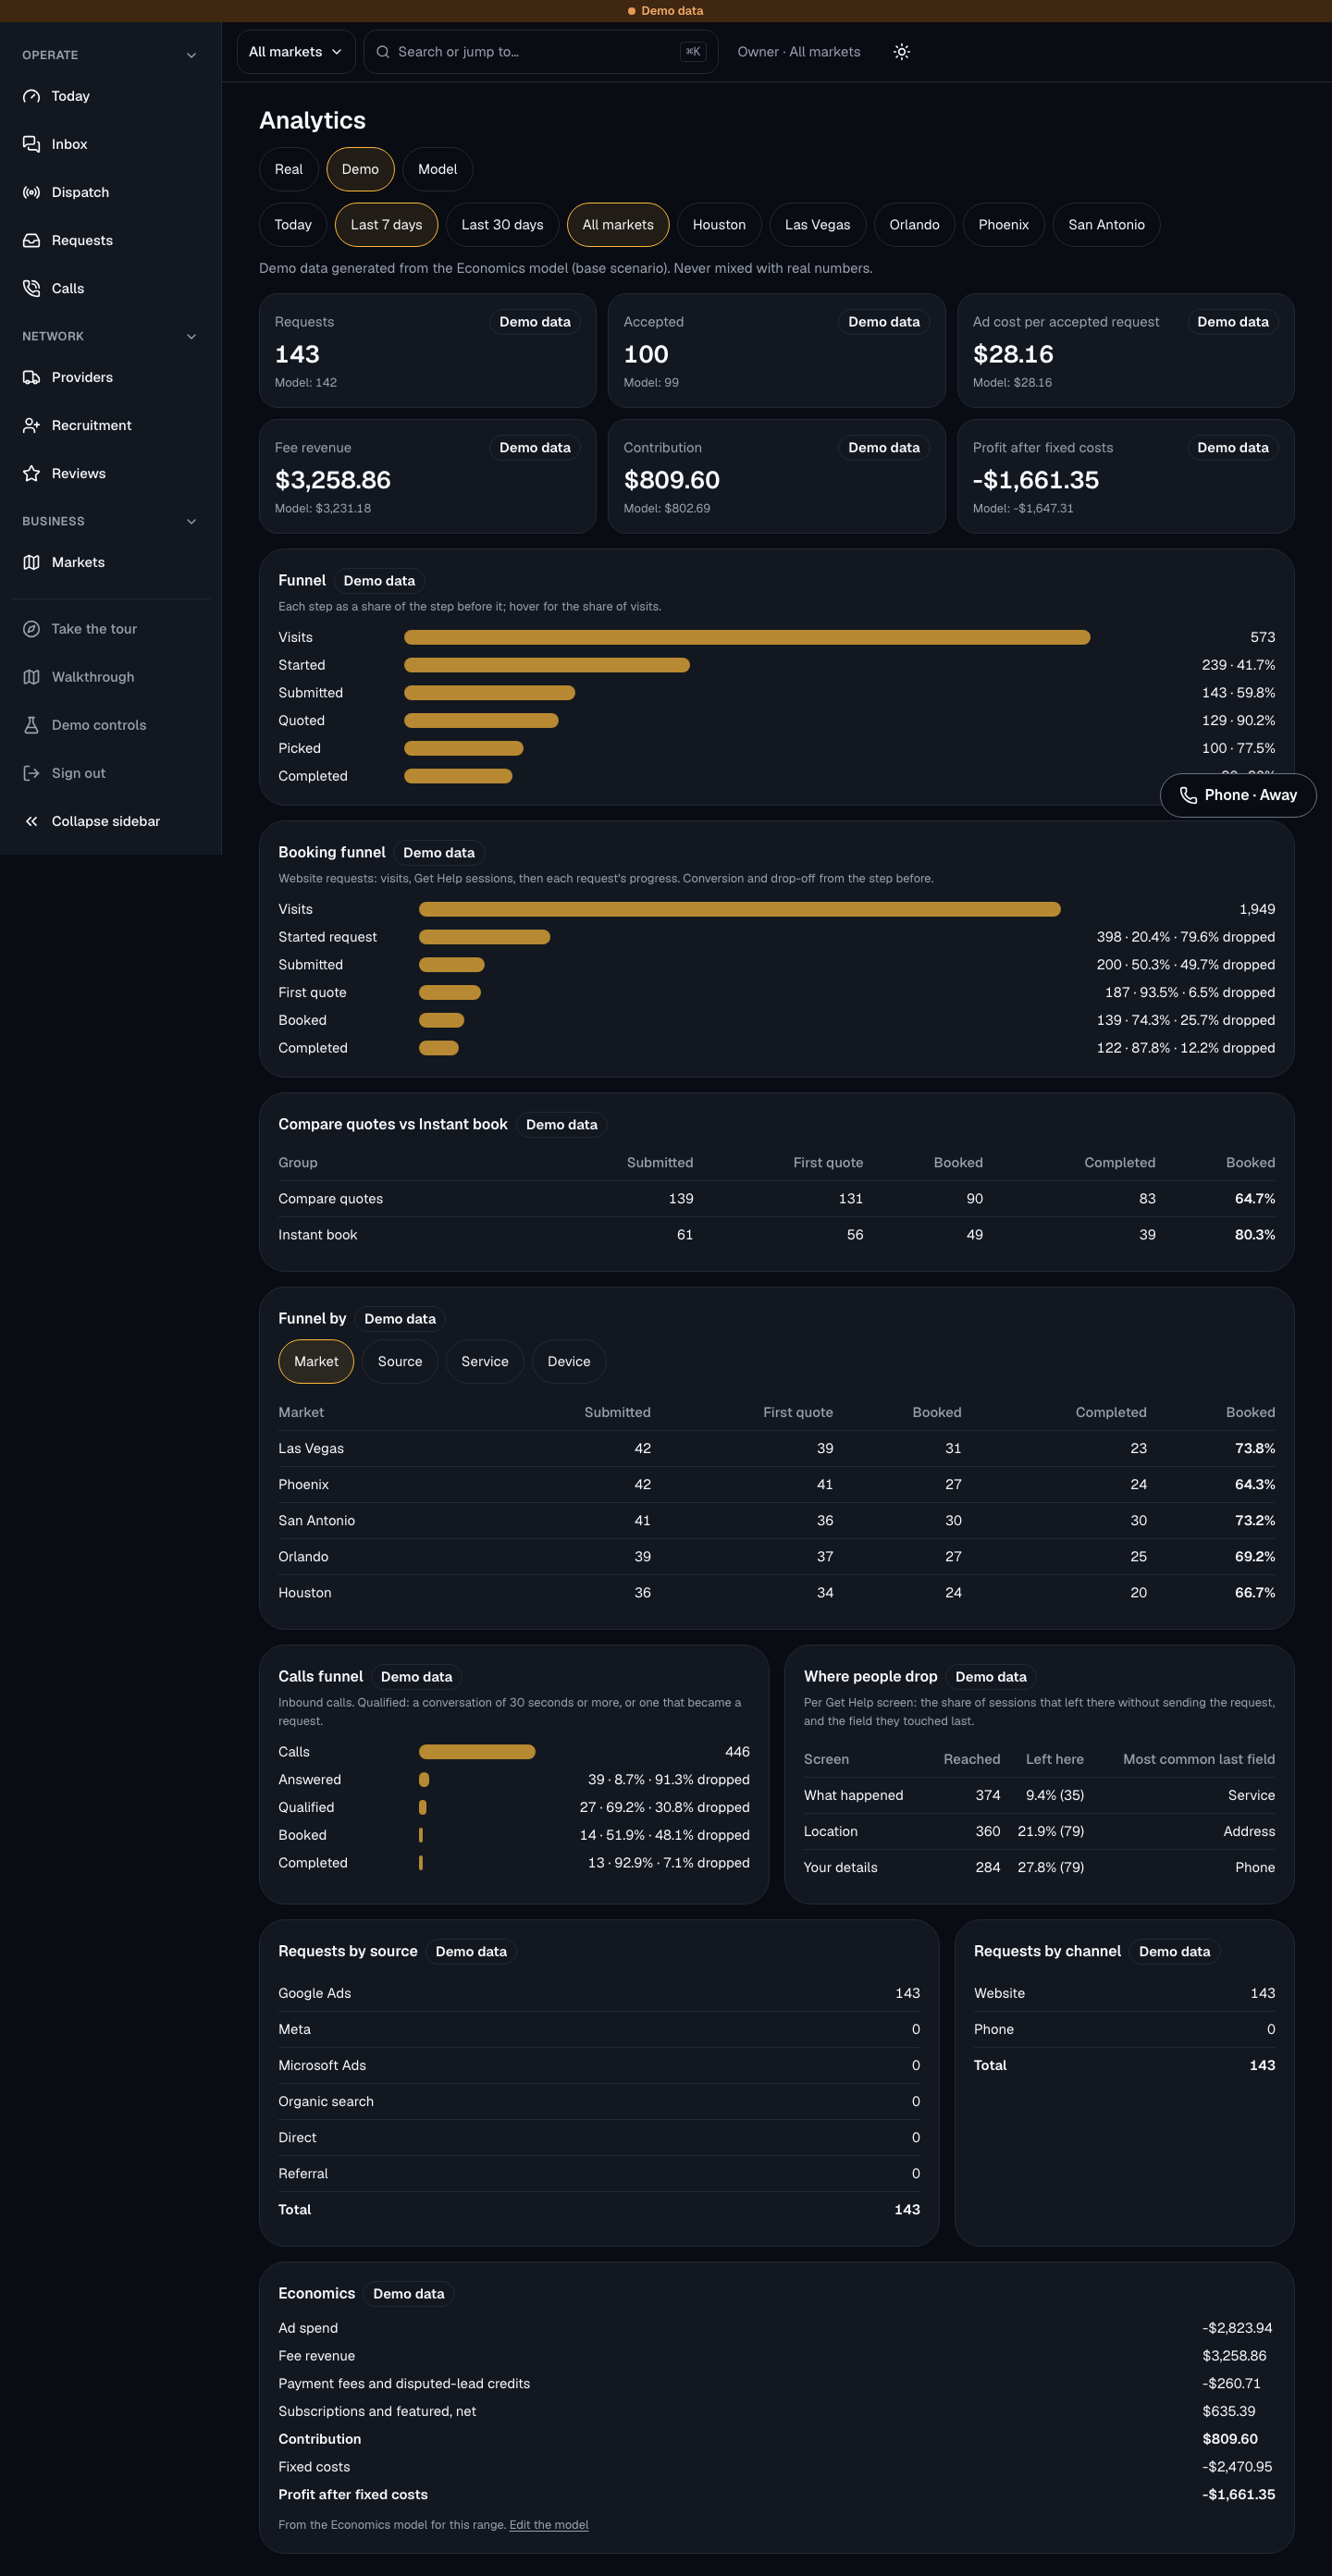 Demo data
OPERATE
Today
Inbox
Dispatch
Requests
Calls
NETWORK
Providers
Recruitment
Reviews
BUSINESS
Markets
Take the tour
Walkthrough
Demo controls
Sign out
Collapse sidebar
All markets
Search or jump to...
⌘K
Owner · All markets
Analytics
Real Demo Model
Today Last 7 days Last 30 days All markets Houston Las Vegas Orlando Phoenix San Antonio
Demo data generated from the Economics model (base scenario). Never mixed with real numbers.
Requests Demo data
143
Model: 142
Accepted Demo data
100
Model: 99
Ad cost per accepted request Demo data
$28.16
Model: $28.16
Fee revenue Demo data
$3,258.86
Model: $3,231.18
Contribution Demo data
$809.60
Model: $802.69
Profit after fixed costs Demo data
-$1,661.35
Model: -$1,647.31
Funnel Demo data
Each step as a share of the step before it; hover for the share of visits.
Visits 573
Started 239 · 41.7%
Submitted 143 · 59.8%
Quoted 129 · 90.2%
Picked 100 · 77.5%
Completed
Phone · Away
Booking funnel Demo data
Website requests: visits, Get Help sessions, then each request's progress. Conversion and drop-off from the step before.
Visits 1,949
Started request 398 · 20.4% · 79.6% dropped
Submitted 200 · 50.3% · 49.7% dropped
First quote 187 · 93.5% · 6.5% dropped
Booked 139 · 74.3% · 25.7% dropped
Completed 122 · 87.8% · 12.2% dropped
Compare quotes vs Instant book Demo data
Group Submitted First quote Booked Completed Booked
Compare quotes 139 131 90 83 64.7%
Instant book 61 56 49 39 80.3%
Funnel by Demo data
Market Source Service Device
Market Submitted First quote Booked Completed Booked
Las Vegas 42 39 31 23 73.8%
Phoenix 42 41 27 24 64.3%
San Antonio 41 36 30 30 73.2%
Orlando 39 37 27 25 69.2%
Houston 36 34 24 20 66.7%
Calls funnel Demo data
Inbound calls. Qualified: a conversation of 30 seconds or more, or one that became a
request.
Calls 446
Answered 39 · 8.7% · 91.3% dropped
Qualified 27 · 69.2% · 30.8% dropped
Booked 14 · 51.9% · 48.1% dropped
Completed 13 · 92.9% · 7.1% dropped
Where people drop Demo data
Per Get Help screen: the share of sessions that left there without sending the request,
and the field they touched last.
Screen Reached Left here Most common last field
What happened 374 9.4% (35) Service
Location 360 21.9% (79) Address
Your details 284 27.8% (79) Phone
Requests by source Demo data
Google Ads 143
Meta 0
Microsoft Ads 0
Organic search 0
Direct 0
Referral 0
Total 143
Requests by channel Demo data
Website 143
Phone 0
Total 143
Economics Demo data
Ad spend -$2,823.94
Fee revenue $3,258.86
Payment fees and disputed-lead credits -$260.71
Subscriptions and featured, net $635.39
Contribution $809.60
Fixed costs -$2,470.95
Profit after fixed costs -$1,661.35
From the Economics model for this range. Edit the model